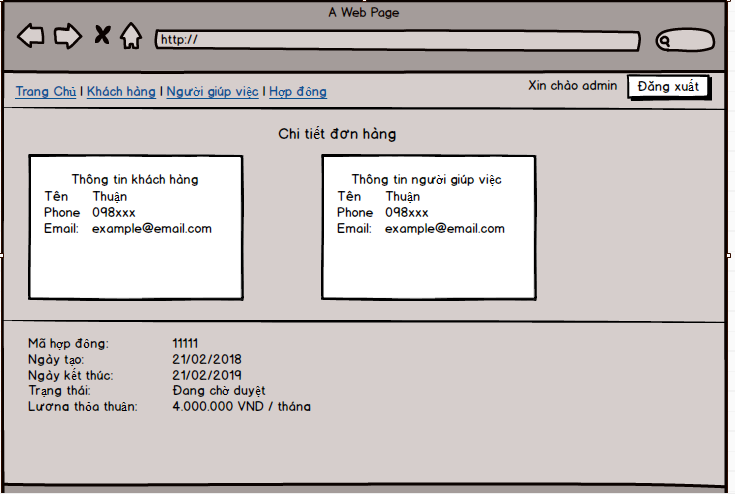 A Web Page
http://
Trang Chủ | Khách hàng | Người giúp việc | Hợp đồng
Xin chào admin
Đăng xuất
Chi tiết đơn hàng
Thông tin khách hàng
Tên Thuận
Phone 098xxx
Email: example@email.com
Thông tin người giúp việc
Tên Thuận
Phone 098xxx
Email: example@email.com
Mã hợp đồng: 11111
Ngày tạo: 21/02/2018
Ngày kết thúc: 21/02/2019
Trạng thái: Đang chờ duyệt
Lương thỏa thuận: 4.000.000 VND / tháng